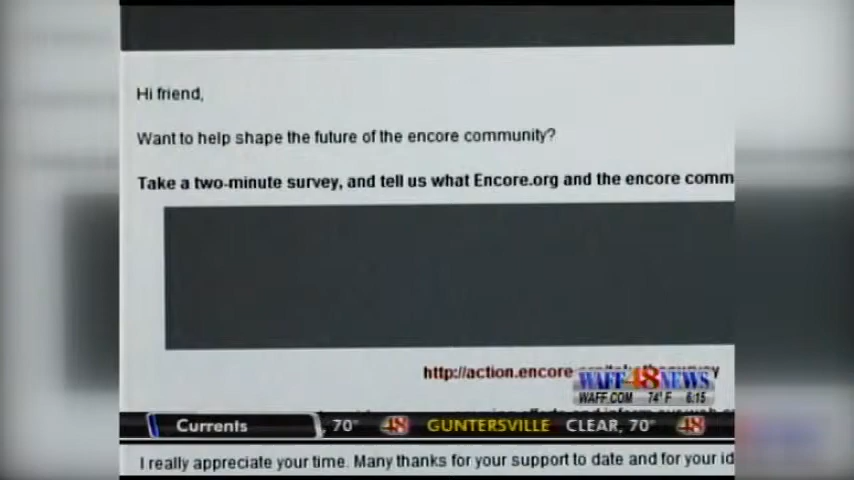 Hi friend,
Want to help shape the future of the encore community?
Take a two-minute survey, and tell us what Encore.org and the encore comm
http://action.encore
WAFF 48 NEWS
WAFF.COM 74°F 6:15
Currents 70° 48 GUNTERSVILLE CLEAR, 70° 48
I really appreciate your time. Many thanks for your support to date and for your id